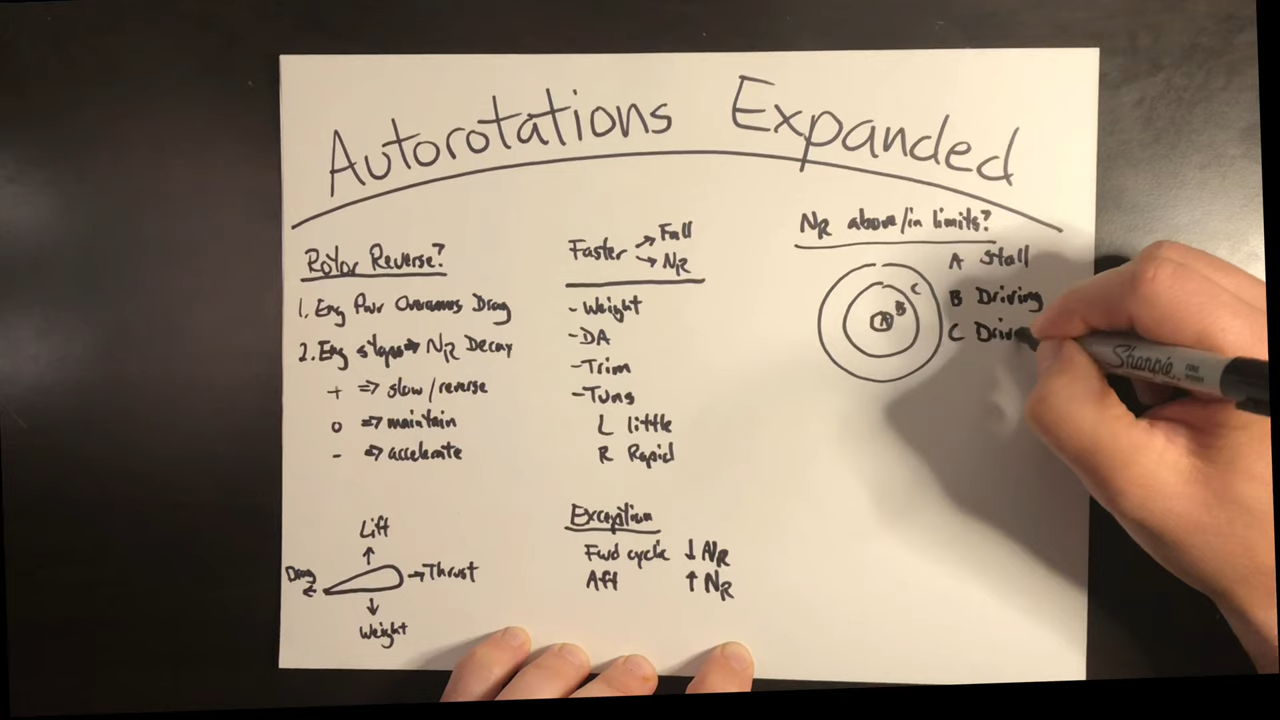 Autorotations Expanded
Rotor Reverse?
1. Eng Pwr Overcomes Drag
2. Eng stops → NR Decay
+ => slow/reverse
0 => maintain
- => accelerate
Lift
Drag
Thrust
Weight
Faster → Fall
→ NR
- Weight
- DA
- Trim
- Turns
L little
R Rapid
Exception
Fwd cyclic ↓ NR
Aft ↑ NR
NR above/in limits?
A B C
A Stall
B Driving
C Driv
Sharpie.